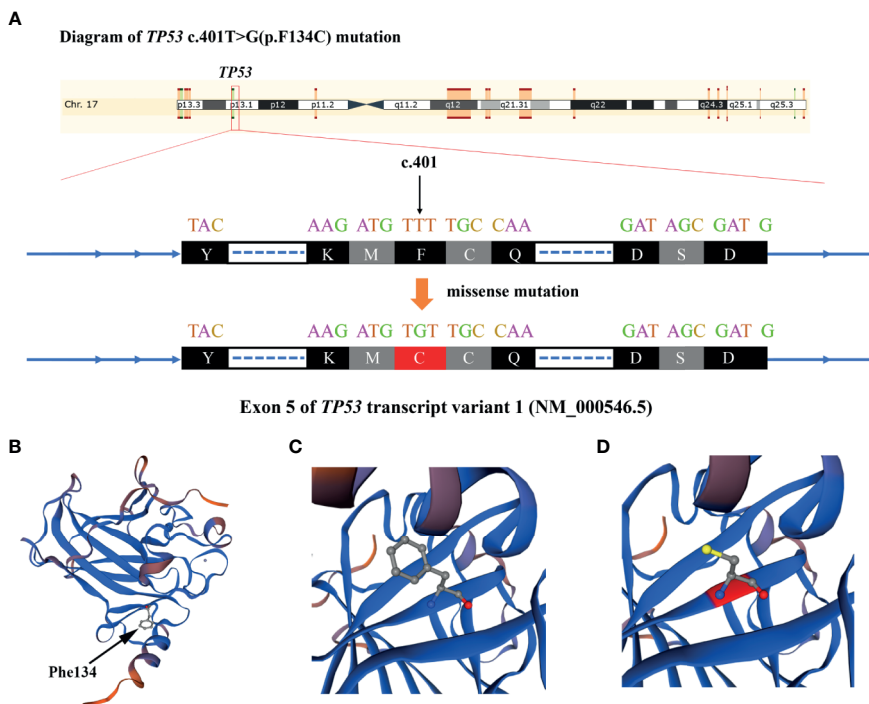 A
Diagram of TP53 c.401T>G(p.F134C) mutation
TP53
Chr. 17
p13.3 p13.1 p12 p11.2 q11.2 q12 q21.31 q22 q24.3 q25.1 q25.3
c.401
TAC AAG ATG TTT TGC CAA GAT AGC GAT G
Y K M F C Q D S D
missense mutation
TAC AAG ATG TGT TGC CAA GAT AGC GAT G
Y K M C C Q D S D
Exon 5 of TP53 transcript variant 1 (NM_000546.5)
B C D
Phe134